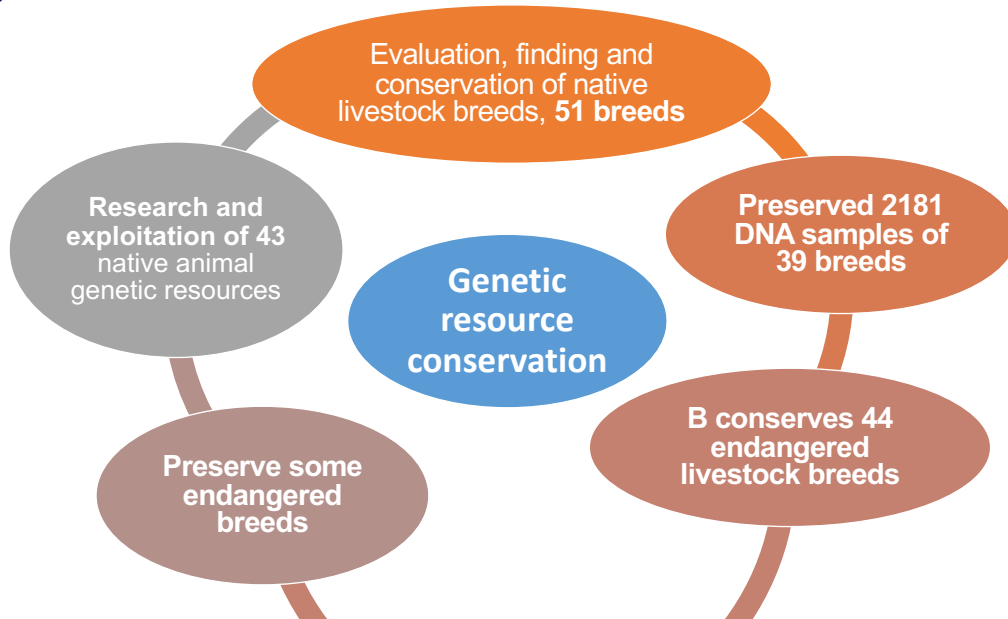 Evaluation, finding and
conservation of native
livestock breeds, 51 breeds
Preserved 2181
DNA samples of
39 breeds
B conserves 44
endangered
livestock breeds
Preserve some
endangered
breeds
Research and
exploitation of 43
native animal
genetic resources
Genetic
resource
conservation